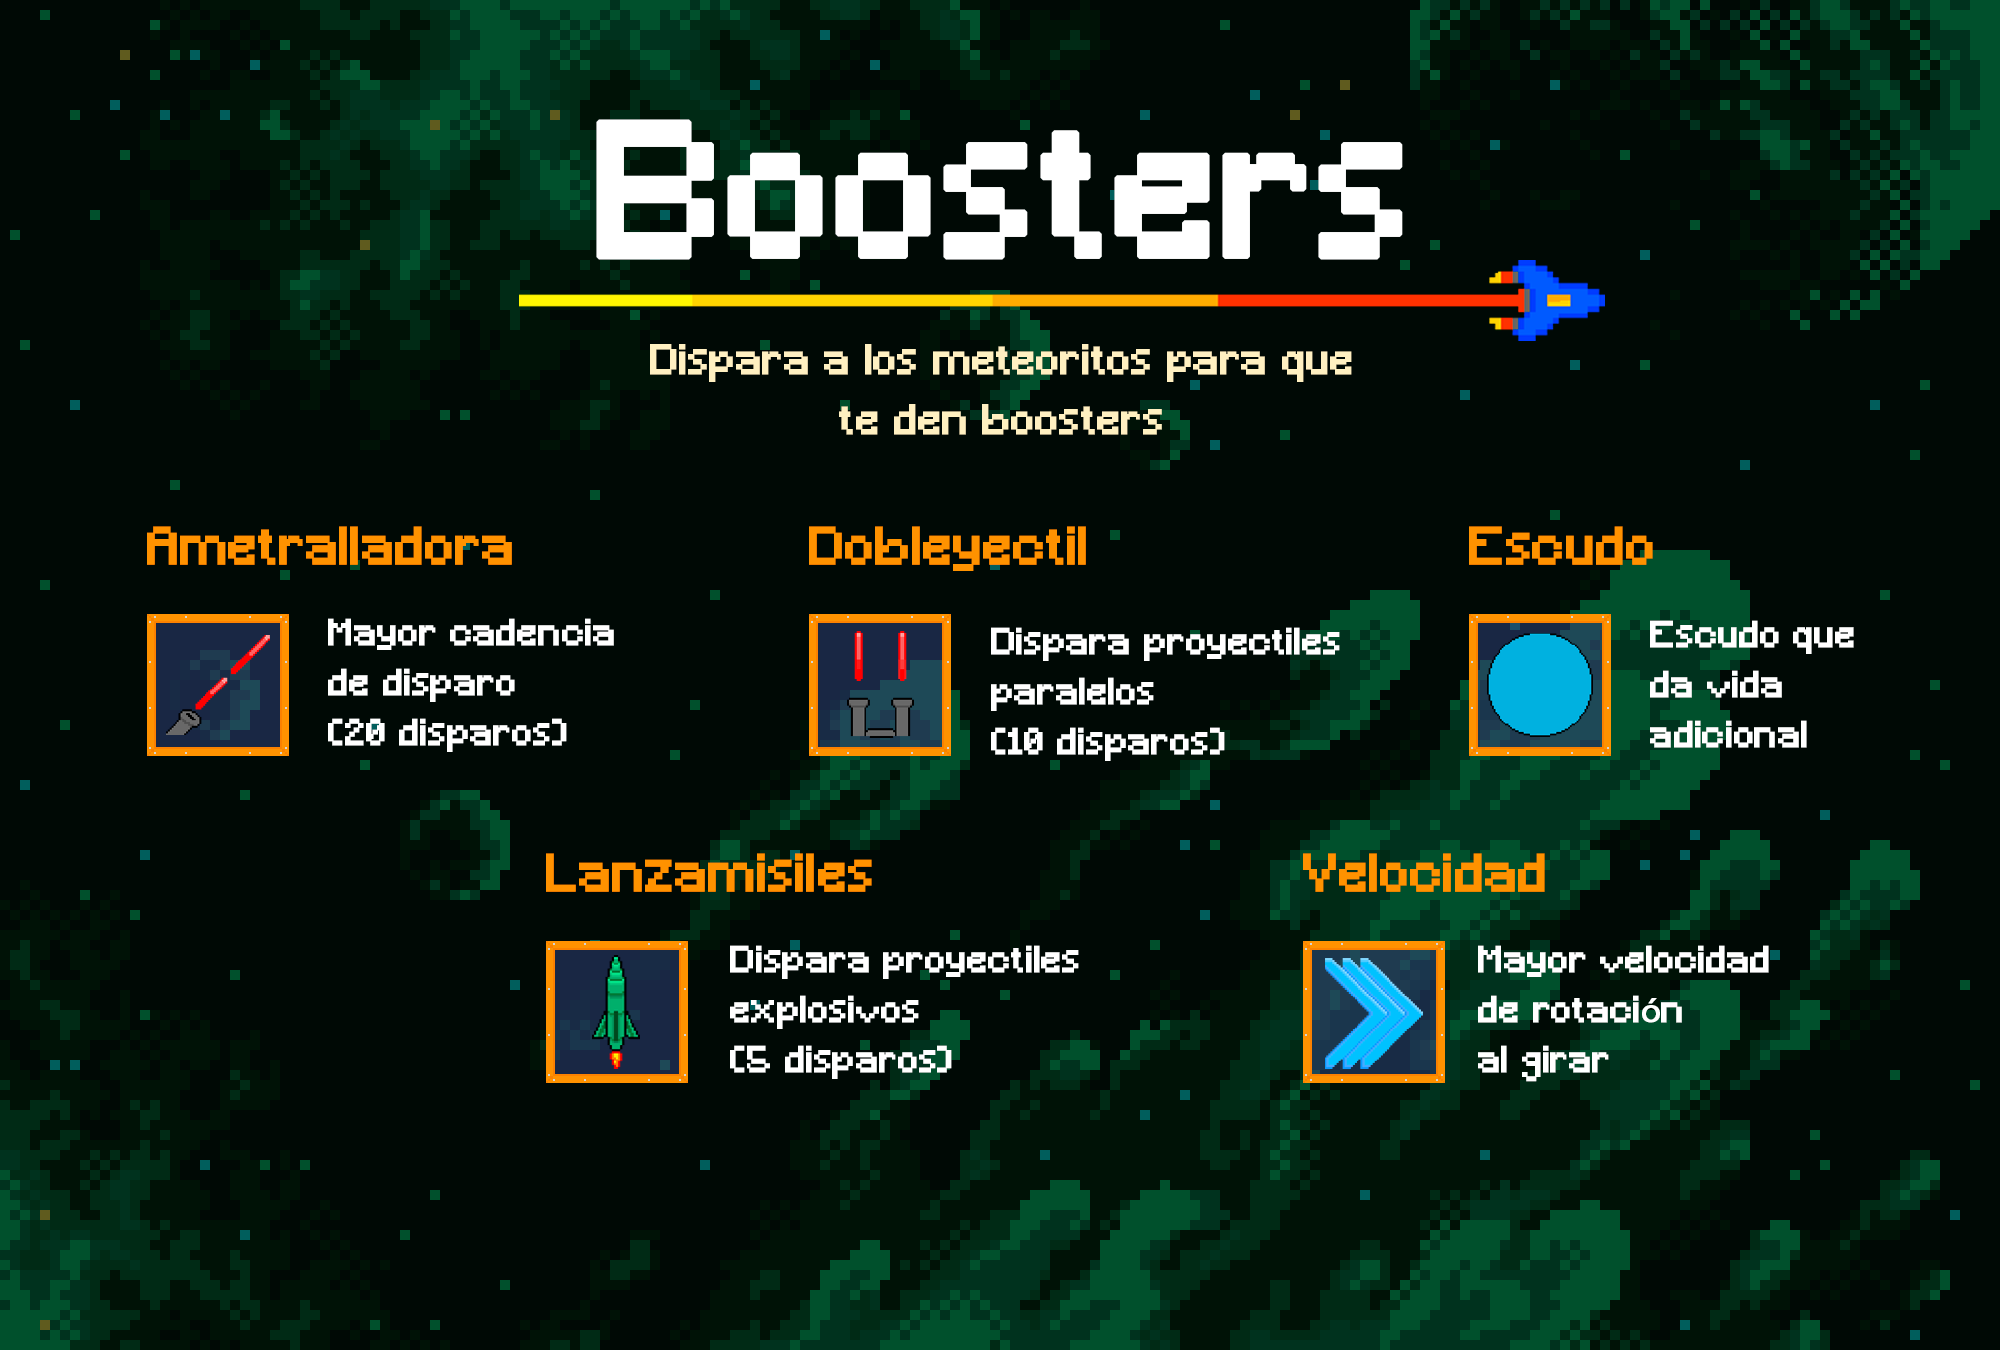 Boosters
Dispara a los meteoritos para que
te den boosters
Ametralladora
Mayor cadencia
de disparo
(20 disparos)
Dobleyectil
Dispara proyectiles
paralelos
(10 disparos)
Escudo
Escudo que
da vida
adicional
Lanzamisiles
Dispara proyectiles
explosivos
(5 disparos)
Velocidad
Mayor velocidad
de rotación
al girar